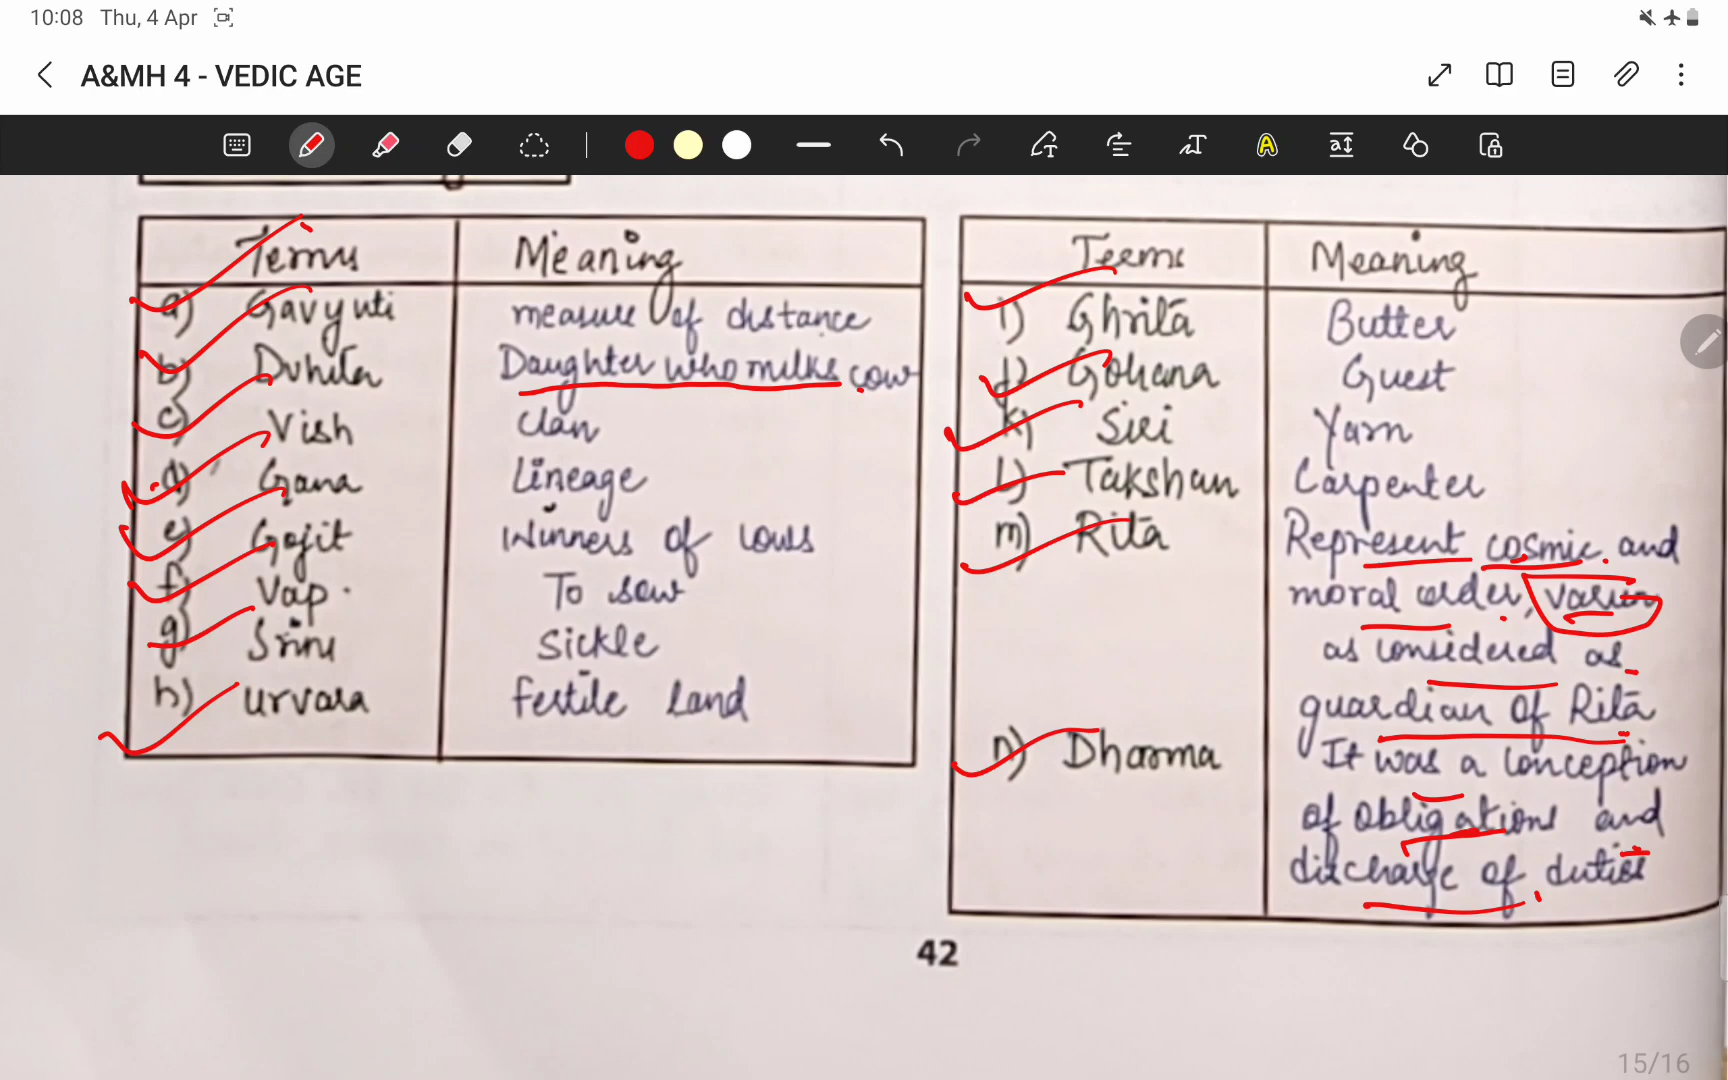 10:08 Thu, 4 Apr
A&MH 4 - VEDIC AGE
Terms Meaning
a) Gavyuti measure of distance
b) Duhita Daughter who milks cow
c) Vish Clan
d) Gana Lineage
e) Gojit Winners of cows
f) Vap To sow
g) Srini Sickle
h) urvara fertile land
Terms Meaning
i) Ghrita Butter
j) Gohana Guest
k) Siri Yarn
l) Takshan Carpenter
m) Rita Represent cosmic and
moral order, Varun
as considered as
guardian of Rita
n) Dharma It was a conception
of obligations and
discharge of duties
42
15/16